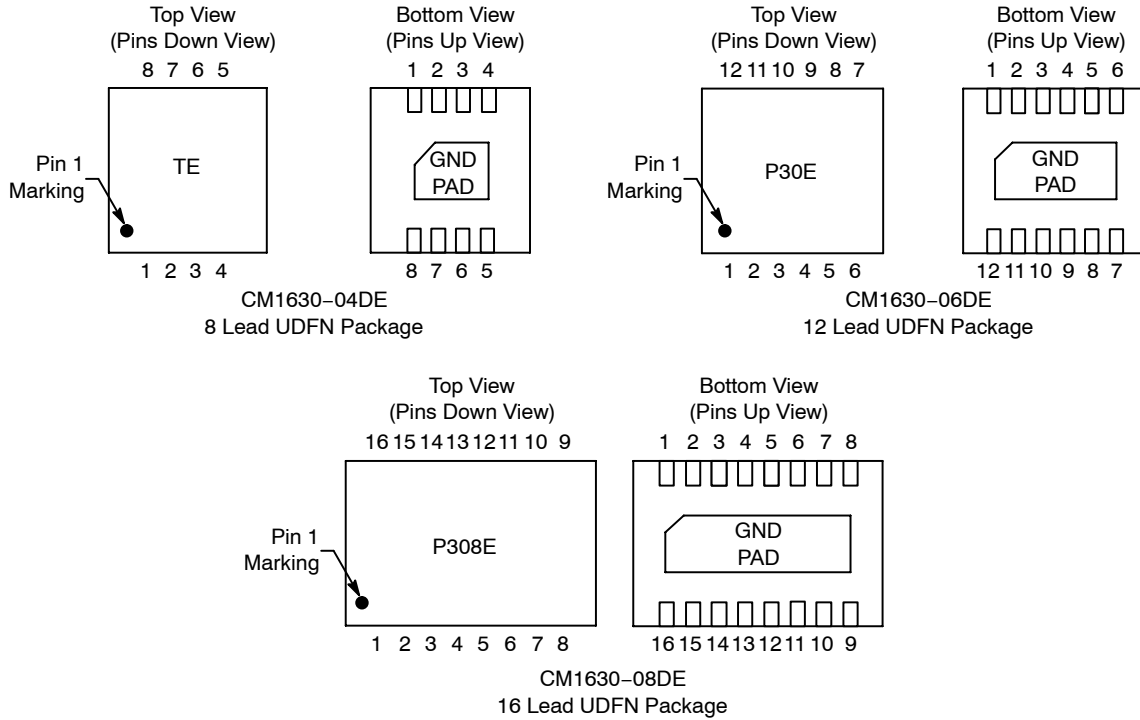 Top View
(Pins Down View)
8 7 6 5
Pin 1
Marking
TE
1 2 3 4
Bottom View
(Pins Up View)
1 2 3 4
GND
PAD
8 7 6 5
CM1630−04DE
8 Lead UDFN Package
Top View
(Pins Down View)
12 11 10 9 8 7
Pin 1
Marking
P30E
1 2 3 4 5 6
Bottom View
(Pins Up View)
1 2 3 4 5 6
GND
PAD
12 11 10 9 8 7
CM1630−06DE
12 Lead UDFN Package
Top View
(Pins Down View)
16 15 14 13 12 11 10 9
Pin 1
Marking
P308E
1 2 3 4 5 6 7 8
Bottom View
(Pins Up View)
1 2 3 4 5 6 7 8
GND
PAD
16 15 14 13 12 11 10 9
CM1630−08DE
16 Lead UDFN Package